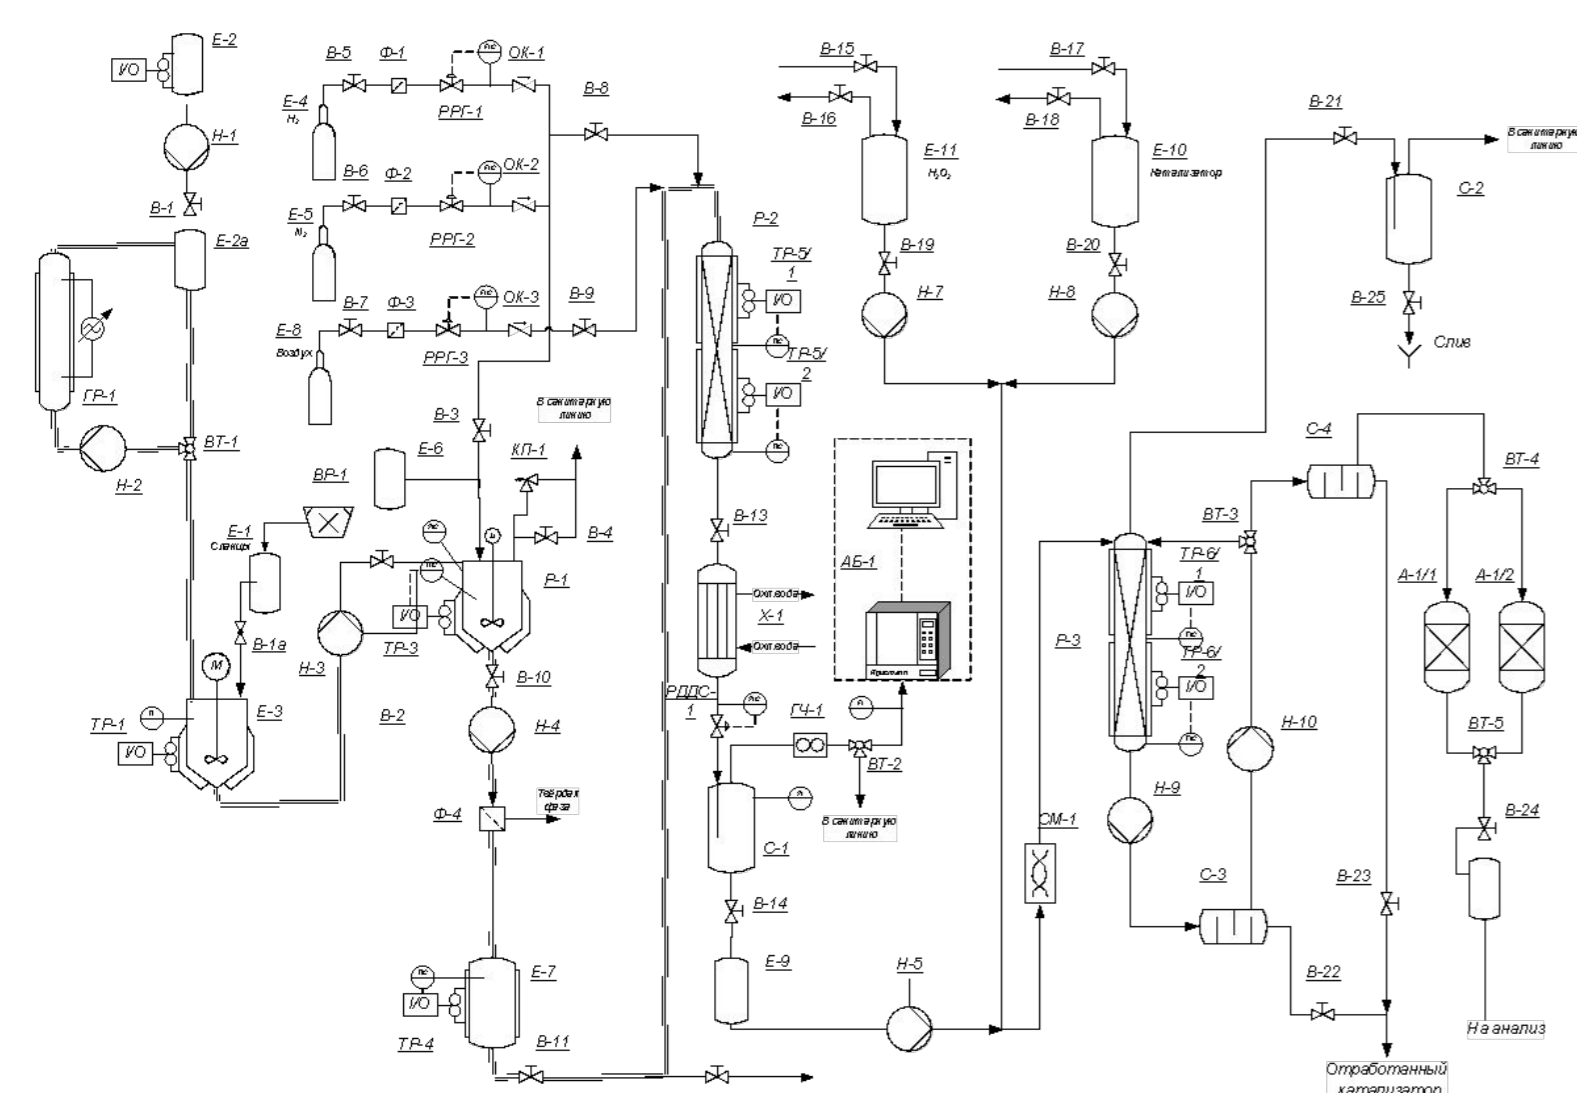 Е-2
I/O
Н-1
В-1
Е-2а
ГР-1
Н-2
ВТ-1
В-5
Ф-1
ОК-1
Е-4
H₂
РРГ-1
В-8
В-6
Ф-2
ОК-2
Е-5
N₂
РРГ-2
В-7
Ф-3
ОК-3
В-9
Е-8
Воздух
РРГ-3
В санитарную
линию
В-3
Е-6
КП-1
ВР-1
Е-1
Сланцы
В-4
В-1а
Н-3
I/O
ТР-3
Р-1
В-10
M
Е-3
ТР-1
I/O
В-2
Н-4
Ф-4
Твёрдая
фаза
Е-7
I/O
ТР-4
В-11
Р-2
ТР-5/
1
I/O
ТР-5/
2
I/O
В-13
Охл.вода
Х-1
Охл.вода
РДДС-
1
ГЧ-1
ВТ-2
В санитарную
линию
С-1
В-14
Е-9
Н-5
АБ-1
Кристалл
В-15
В-16
Е-11
H₂O₂
В-19
Н-7
В-17
В-18
Е-10
Катализатор
В-20
Н-8
В-21
В санитарную
линию
С-2
В-25
Слив
С-4
ВТ-4
ВТ-3
ТР-6/
1
I/O
А-1/1
А-1/2
Р-3
ТР-6/
2
I/O
Н-10
ВТ-5
Н-9
СМ-1
В-24
С-3
В-23
В-22
На анализ
Отработанный
катализатор